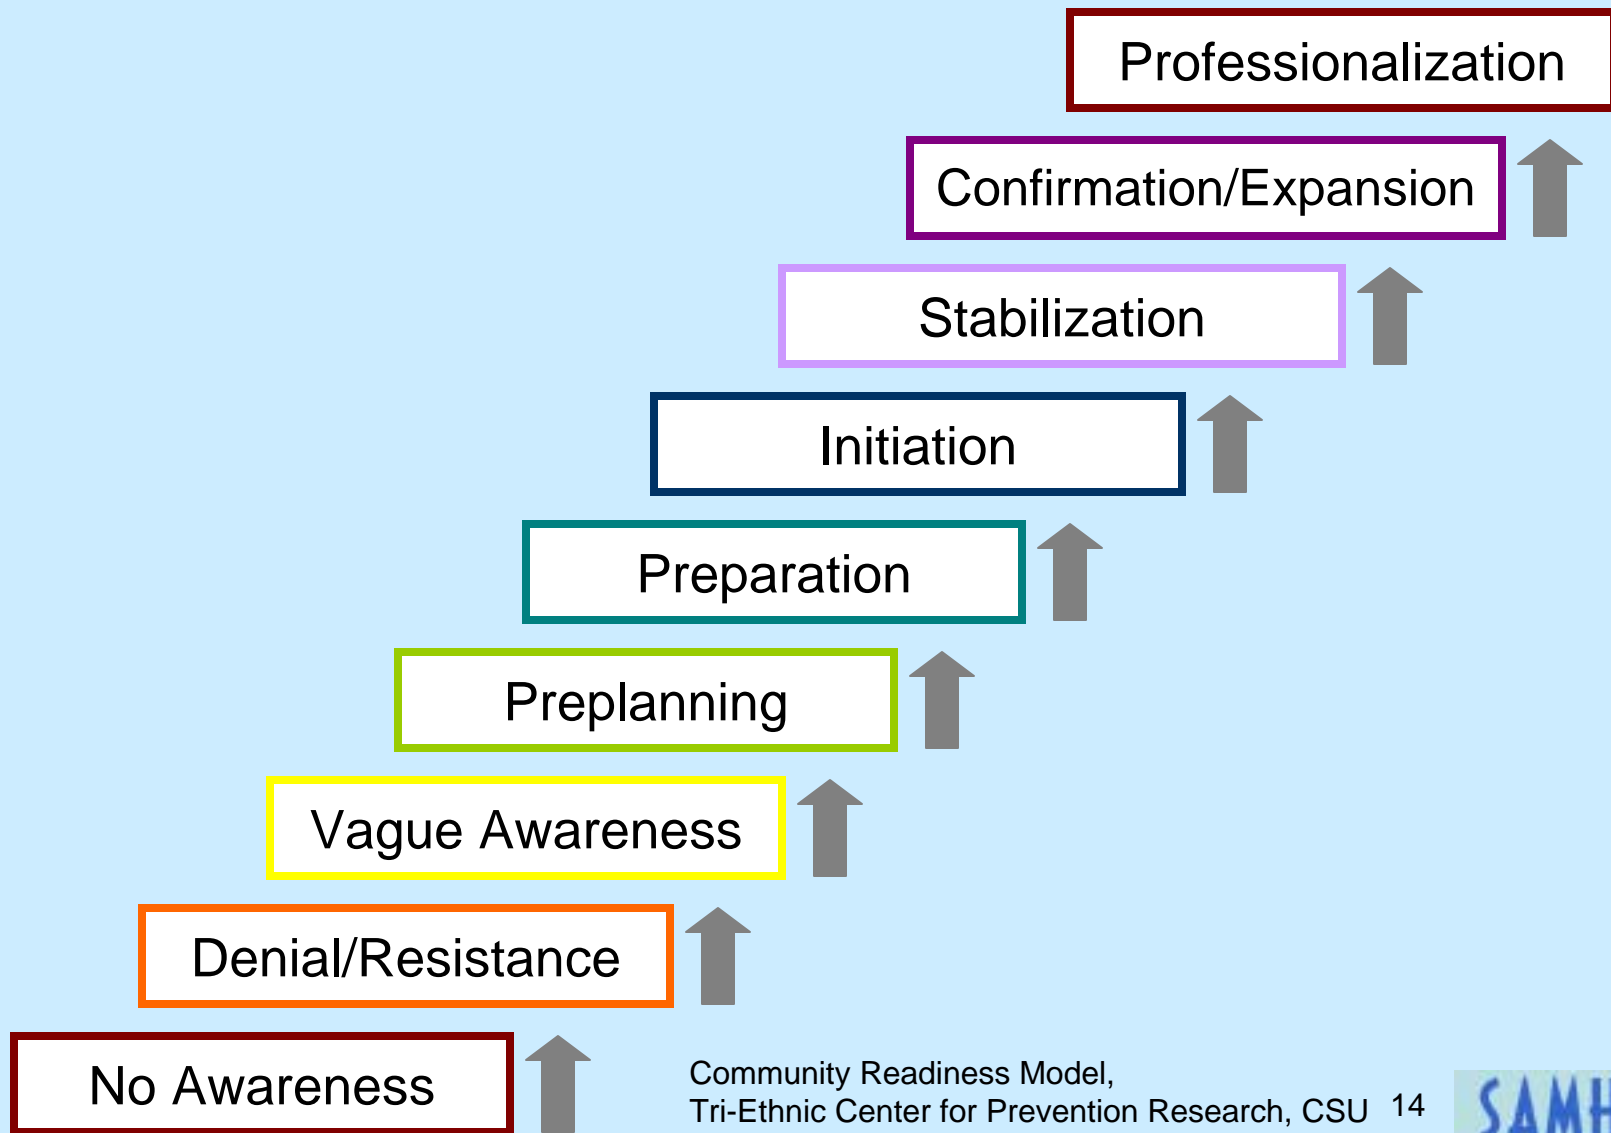 Professionalization
Confirmation/Expansion
Stabilization
Initiation
Preparation
Preplanning
Vague Awareness
Denial/Resistance
No Awareness
Community Readiness Model,
Tri-Ethnic Center for Prevention Research, CSU 14
SAMH